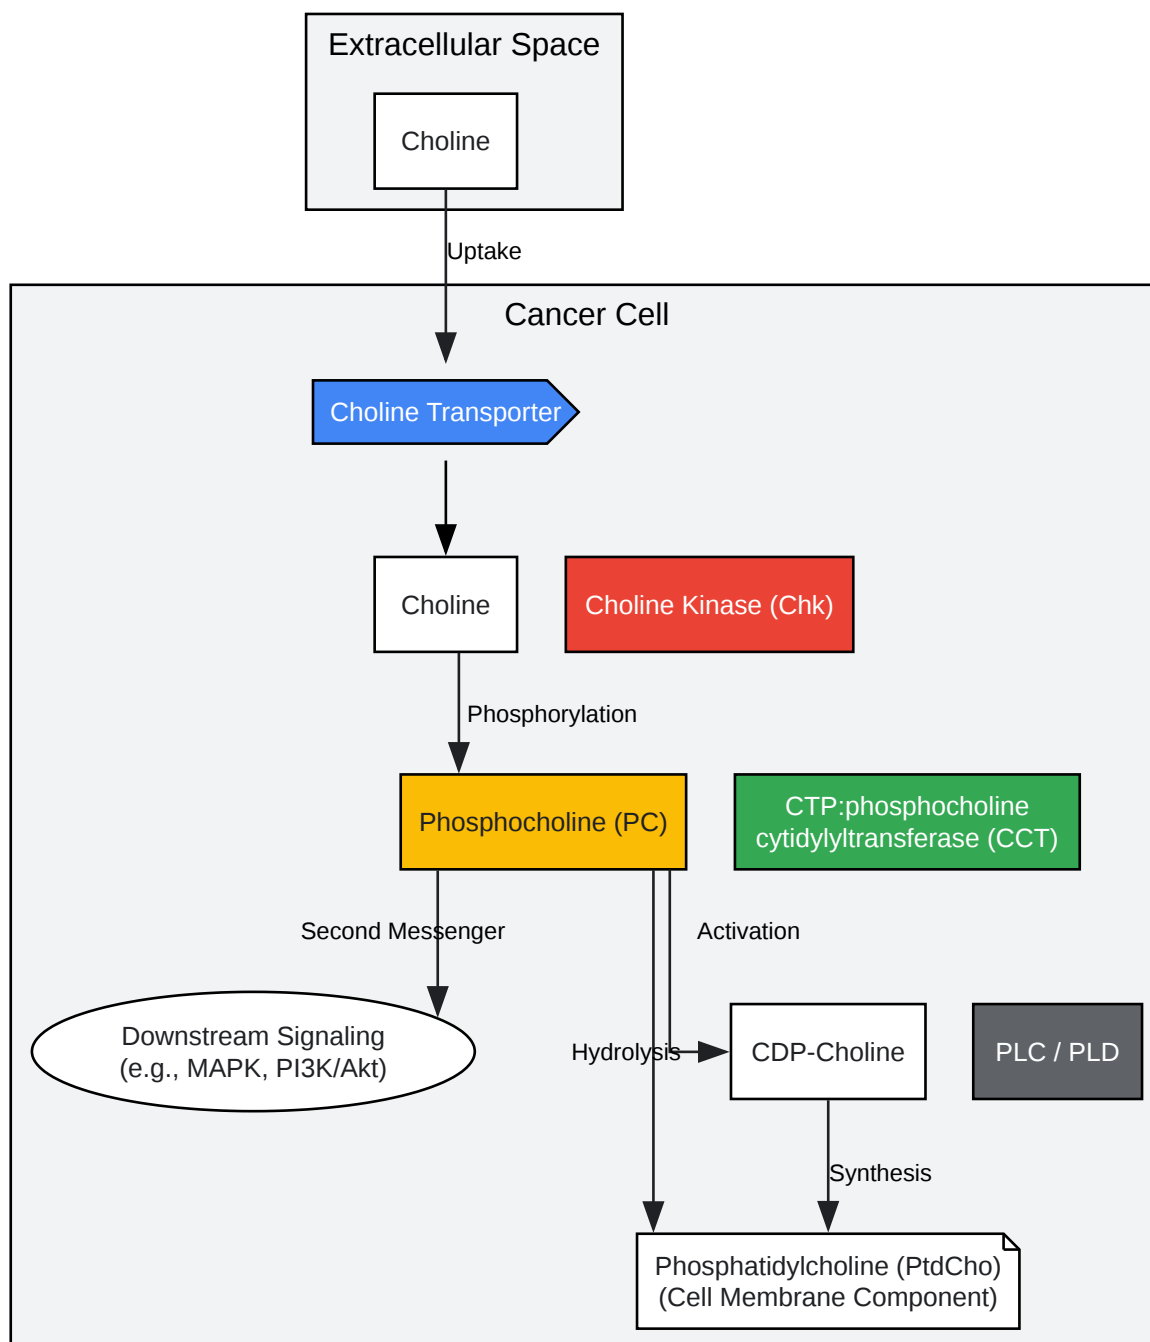 Extracellular Space
Choline
Uptake
Cancer Cell
Choline Transporter
Choline
Choline Kinase (Chk)
Phosphorylation
Phosphocholine (PC)
CTP:phosphocholine
cytidylyltransferase (CCT)
Second Messenger
Activation
Downstream Signaling
(e.g., MAPK, PI3K/Akt)
Hydrolysis
CDP-Choline
PLC / PLD
Synthesis
Phosphatidylcholine (PtdCho)
(Cell Membrane Component)